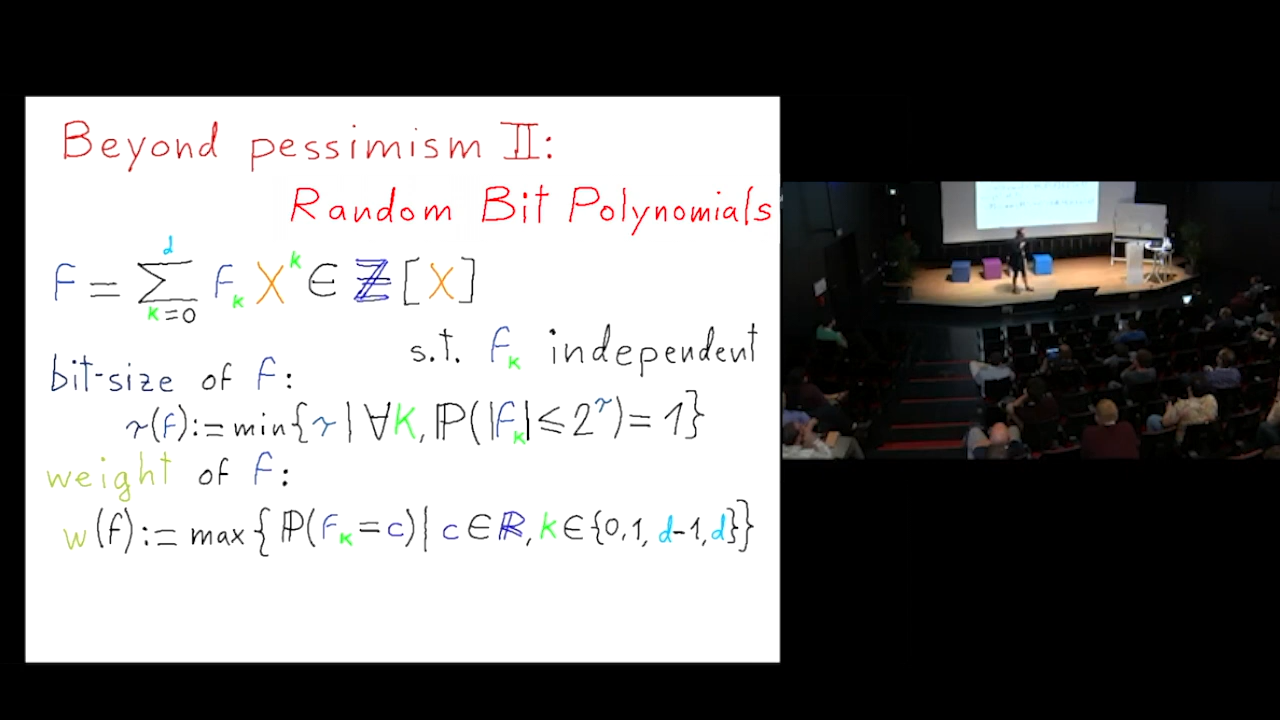 Beyond pessimism II:
Random Bit Polynomials
F = ∑_{k=0}^{d} F_k X^k ∈ ℤ[X]
s.t. F_k independent
bit-size of F:
τ(F) := min{τ | ∀k, ℙ(|F_k| ≤ 2^τ) = 1}
weight of F:
w(f) := max{ℙ(F_k = c) | c ∈ ℝ, k ∈ {0, 1, d-1, d}}